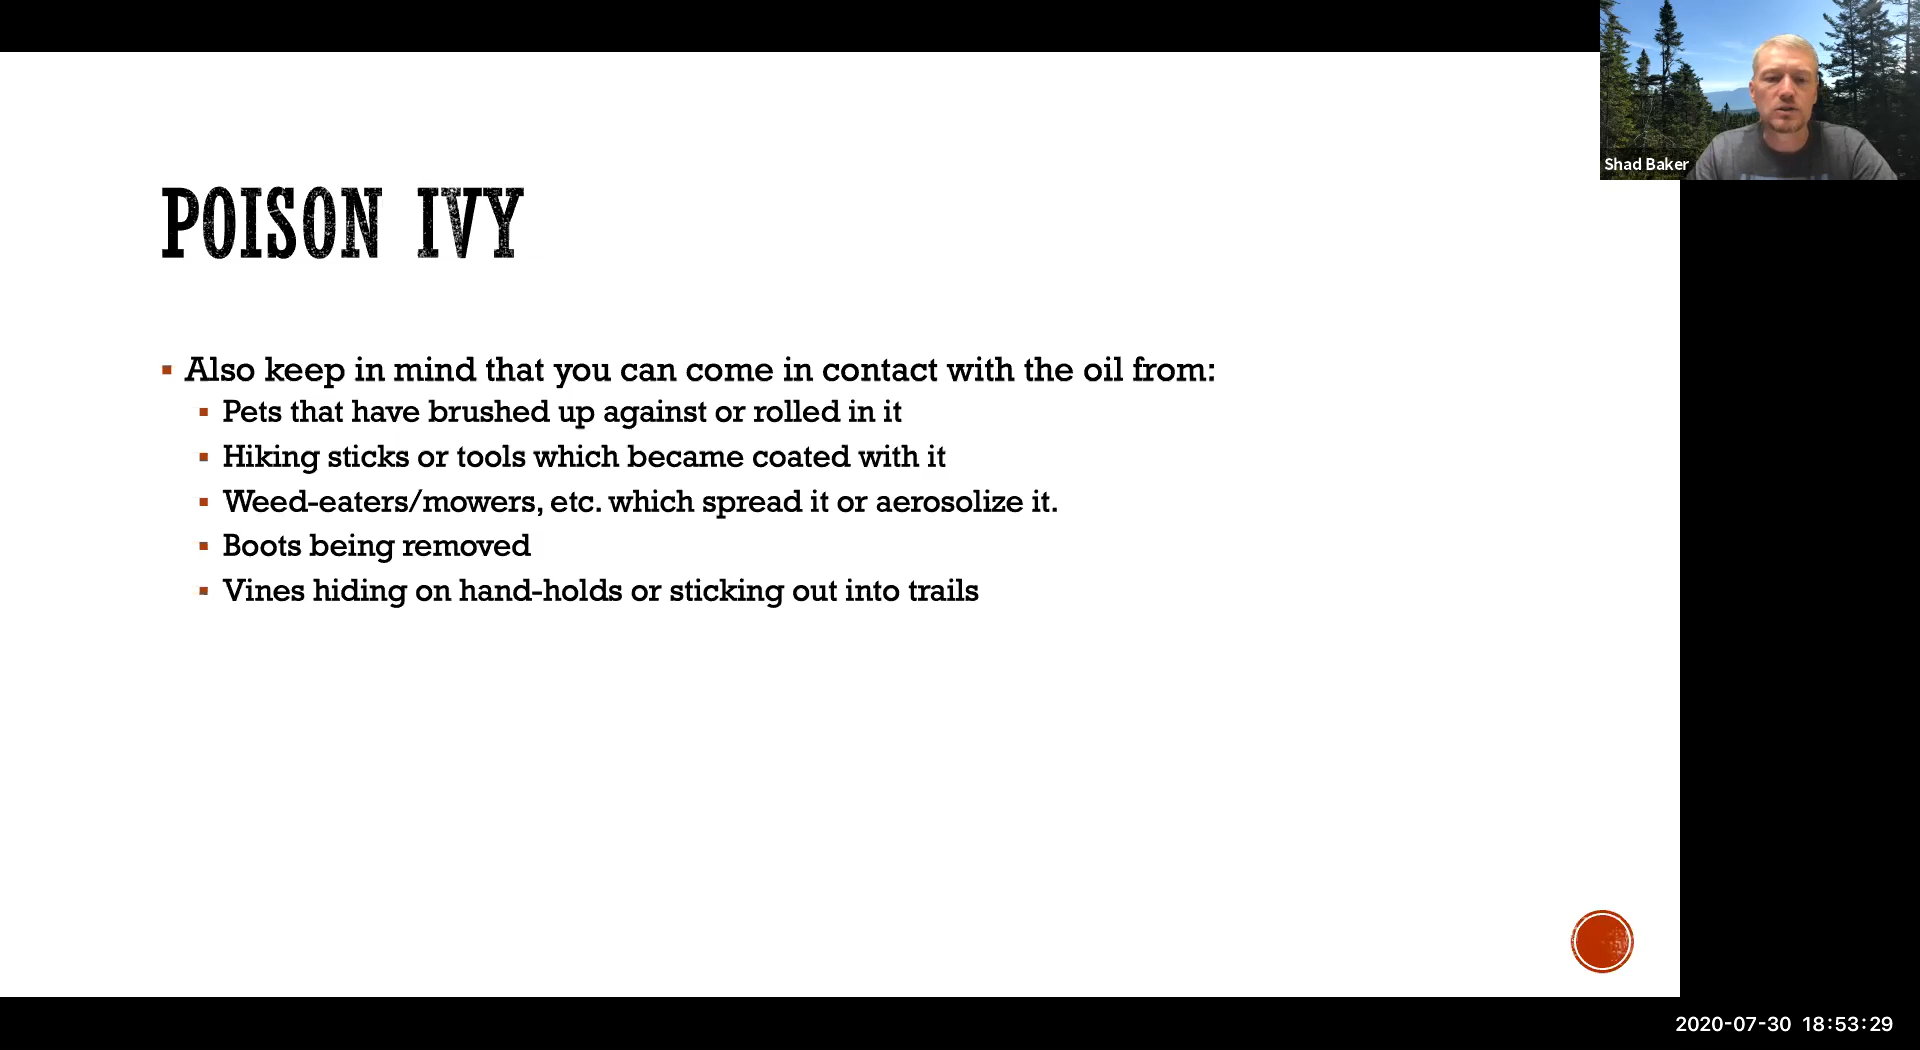 Shad Baker
POISON IVY
Also keep in mind that you can come in contact with the oil from:
Pets that have brushed up against or rolled in it
Hiking sticks or tools which became coated with it
Weed-eaters/mowers, etc. which spread it or aerosolize it.
Boots being removed
Vines hiding on hand-holds or sticking out into trails
2020-07-30 18:53:29